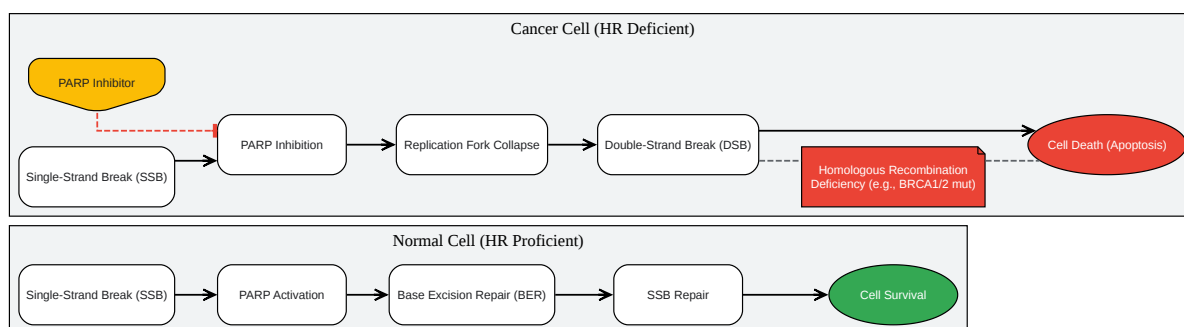 Cancer Cell (HR Deficient)
PARP Inhibitor
Single-Strand Break (SSB)
PARP Inhibition
Replication Fork Collapse
Double-Strand Break (DSB)
Homologous Recombination
Deficiency (e.g., BRCA1/2 mut)
Cell Death (Apoptosis)
Normal Cell (HR Proficient)
Single-Strand Break (SSB)
PARP Activation
Base Excision Repair (BER)
SSB Repair
Cell Survival